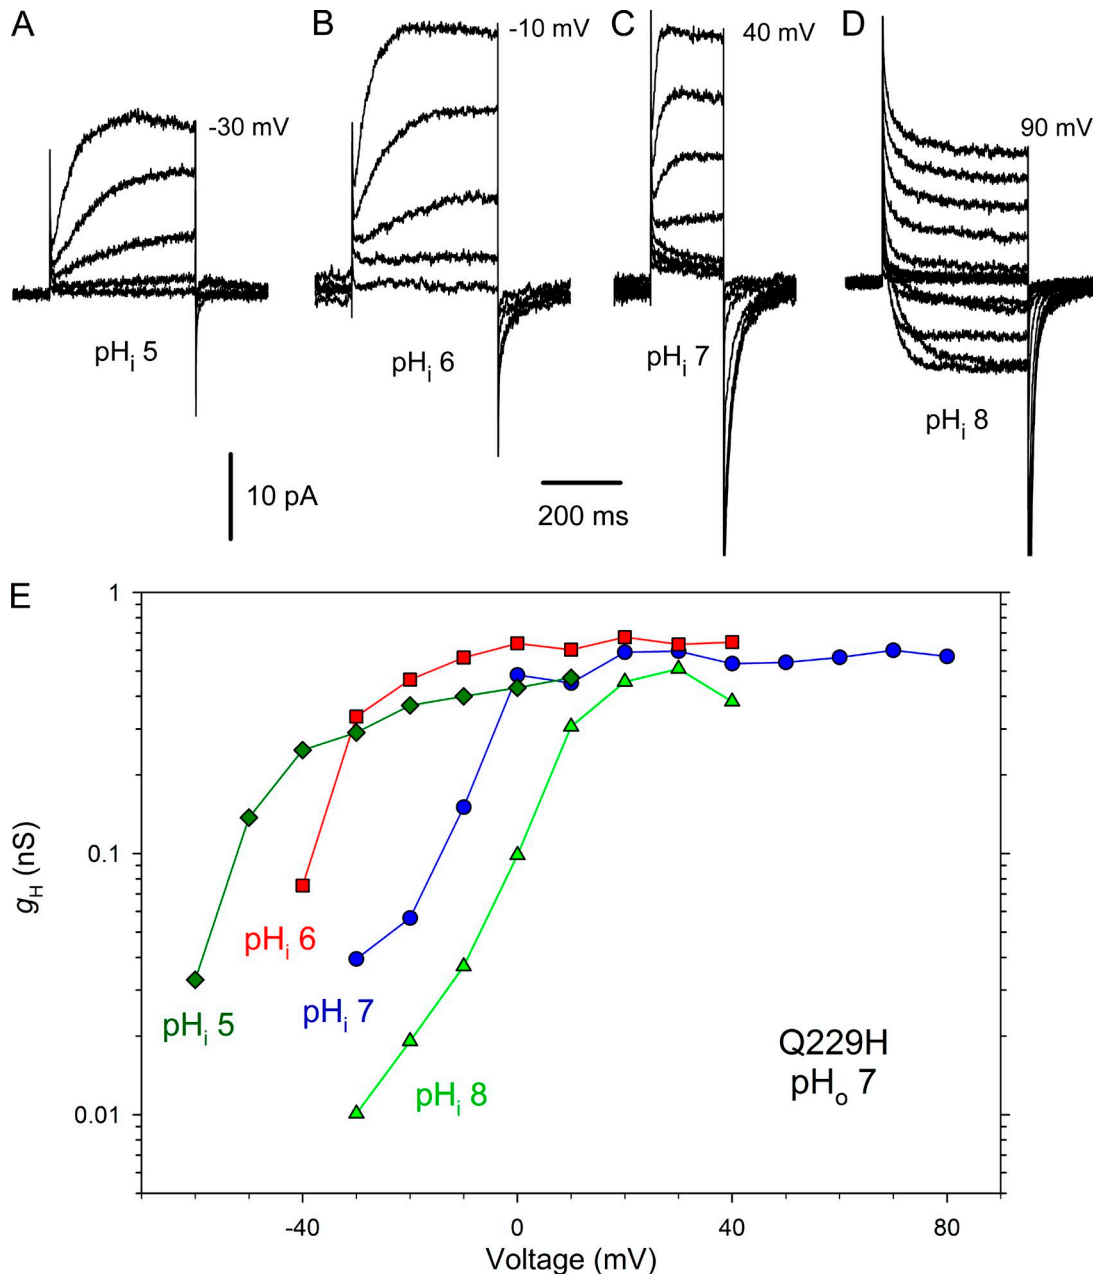 A
B
C
D
-30 mV
-10 mV
40 mV
90 mV
pHi 5
pHi 6
pHi 7
pHi 8
10 pA
200 ms
E
1
0.1
0.01
gH (nS)
pHi 6
pHi 5
pHi 7
pHi 8
Q229H
pHo 7
-40
0
40
80
Voltage (mV)